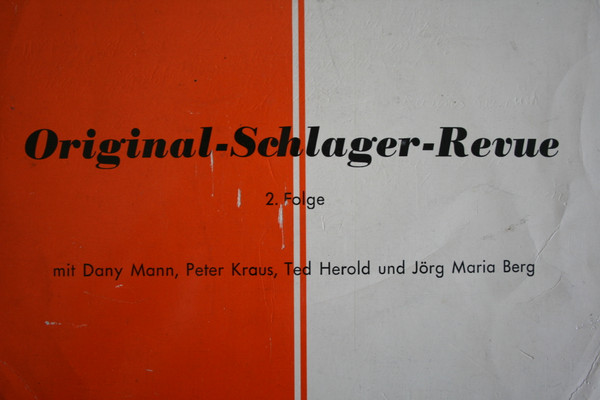 Original-Schlager-Revue
2. Folge
mit Dany Mann, Peter Kraus, Ted Herold und Jörg Maria Berg